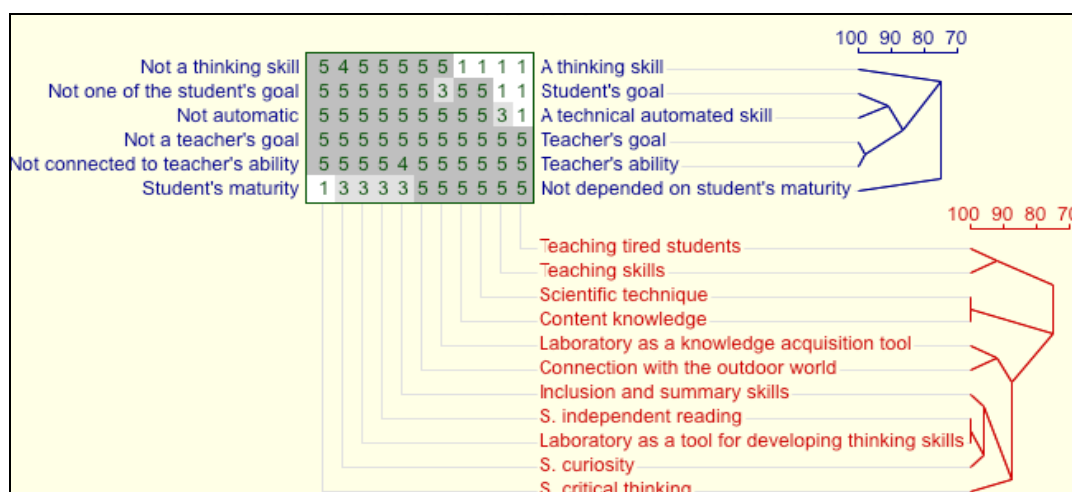 100 90 80 70
Not a thinking skill 5 4 5 5 5 5 5 1 1 1 1 A thinking skill
Not one of the student's goal 5 5 5 5 5 5 3 5 5 1 1 Student's goal
Not automatic 5 5 5 5 5 5 5 5 5 3 1 A technical automated skill
Not a teacher's goal 5 5 5 5 5 5 5 5 5 5 5 Teacher's goal
Not connected to teacher's ability 5 5 5 5 4 5 5 5 5 5 5 Teacher's ability
Student's maturity 1 3 3 3 3 5 5 5 5 5 5 Not depended on student's maturity
100 90 80 70
Teaching tired students
Teaching skills
Scientific technique
Content knowledge
Laboratory as a knowledge acquisition tool
Connection with the outdoor world
Inclusion and summary skills
S. independent reading
Laboratory as a tool for developing thinking skills
S. curiosity
S. critical thinking